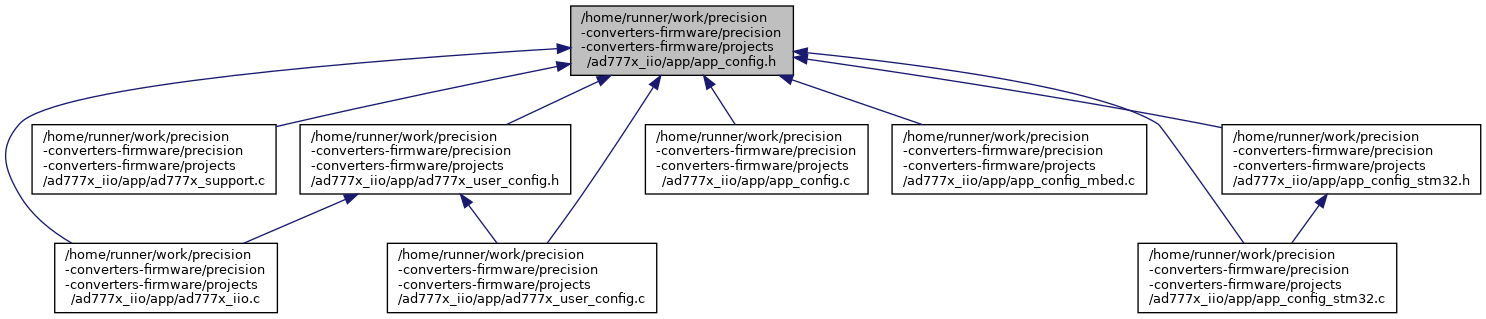 /home/runner/work/precision
-converters-firmware/precision
-converters-firmware/projects
/ad777x_iio/app/app_config.h
/home/runner/work/precision
-converters-firmware/precision
-converters-firmware/projects
/ad777x_iio/app/ad777x_support.c
/home/runner/work/precision
-converters-firmware/precision
-converters-firmware/projects
/ad777x_iio/app/ad777x_user_config.h
/home/runner/work/precision
-converters-firmware/precision
-converters-firmware/projects
/ad777x_iio/app/app_config.c
/home/runner/work/precision
-converters-firmware/precision
-converters-firmware/projects
/ad777x_iio/app/app_config_mbed.c
/home/runner/work/precision
-converters-firmware/precision
-converters-firmware/projects
/ad777x_iio/app/app_config_stm32.h
/home/runner/work/precision
-converters-firmware/precision
-converters-firmware/projects
/ad777x_iio/app/ad777x_iio.c
/home/runner/work/precision
-converters-firmware/precision
-converters-firmware/projects
/ad777x_iio/app/ad777x_user_config.c
/home/runner/work/precision
-converters-firmware/precision
-converters-firmware/projects
/ad777x_iio/app/app_config_stm32.c